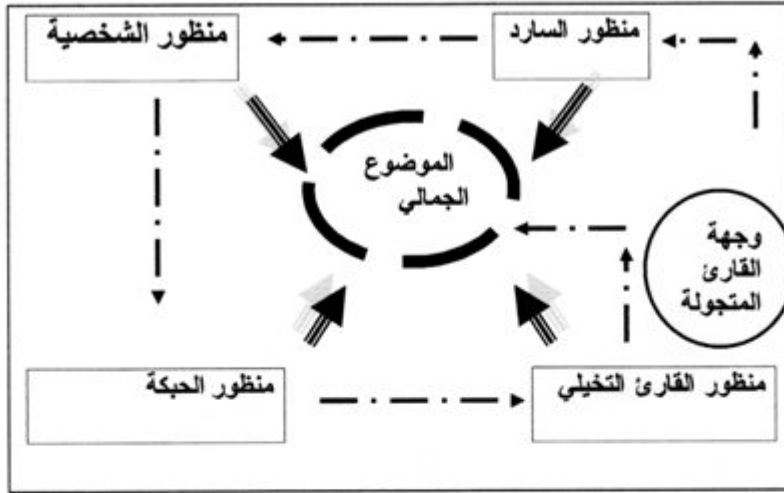 منظور السارد
منظور الشخصية
الموضوع
الجمالي
وجهة
القارئ
المتجولة
منظور القارئ التخيلي
منظور الحبكة